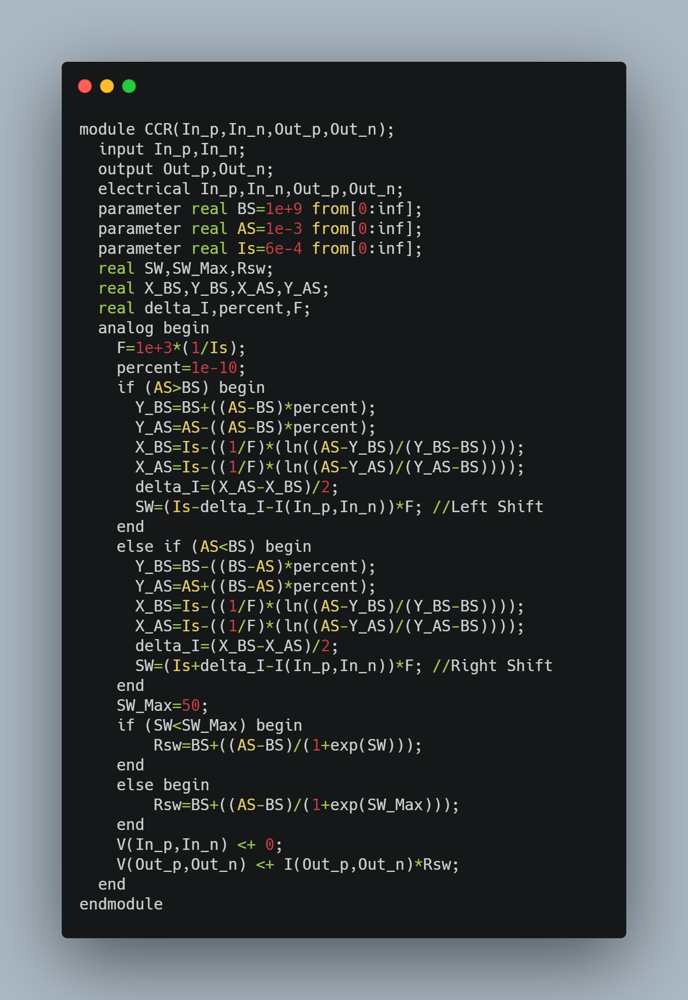 module CCR(In_p,In_n,Out_p,Out_n);
  input In_p,In_n;
  output Out_p,Out_n;
  electrical In_p,In_n,Out_p,Out_n;
  parameter real BS=1e+9 from[0:inf];
  parameter real AS=1e-3 from[0:inf];
  parameter real Is=6e-4 from[0:inf];
  real SW,SW_Max,Rsw;
  real X_BS,Y_BS,X_AS,Y_AS;
  real delta_I,percent,F;
  analog begin
    F=1e+3*(1/Is);
    percent=1e-10;
    if (AS>BS) begin
      Y_BS=BS+((AS-BS)*percent);
      Y_AS=AS-((AS-BS)*percent);
      X_BS=Is-((1/F)*(ln((AS-Y_BS)/(Y_BS-BS))));
      X_AS=Is-((1/F)*(ln((AS-Y_AS)/(Y_AS-BS))));
      delta_I=(X_AS-X_BS)/2;
      SW=(Is-delta_I-I(In_p,In_n))*F; //Left Shift
    end
    else if (AS<BS) begin
      Y_BS=BS-((BS-AS)*percent);
      Y_AS=AS+((BS-AS)*percent);
      X_BS=Is-((1/F)*(ln((AS-Y_BS)/(Y_BS-BS))));
      X_AS=Is-((1/F)*(ln((AS-Y_AS)/(Y_AS-BS))));
      delta_I=(X_BS-X_AS)/2;
      SW=(Is+delta_I-I(In_p,In_n))*F; //Right Shift
    end
    SW_Max=50;
    if (SW<SW_Max) begin
        Rsw=BS+((AS-BS)/(1+exp(SW)));
    end
    else begin
        Rsw=BS+((AS-BS)/(1+exp(SW_Max)));
    end
    V(In_p,In_n) <+ 0;
    V(Out_p,Out_n) <+ I(Out_p,Out_n)*Rsw;
  end
endmodule